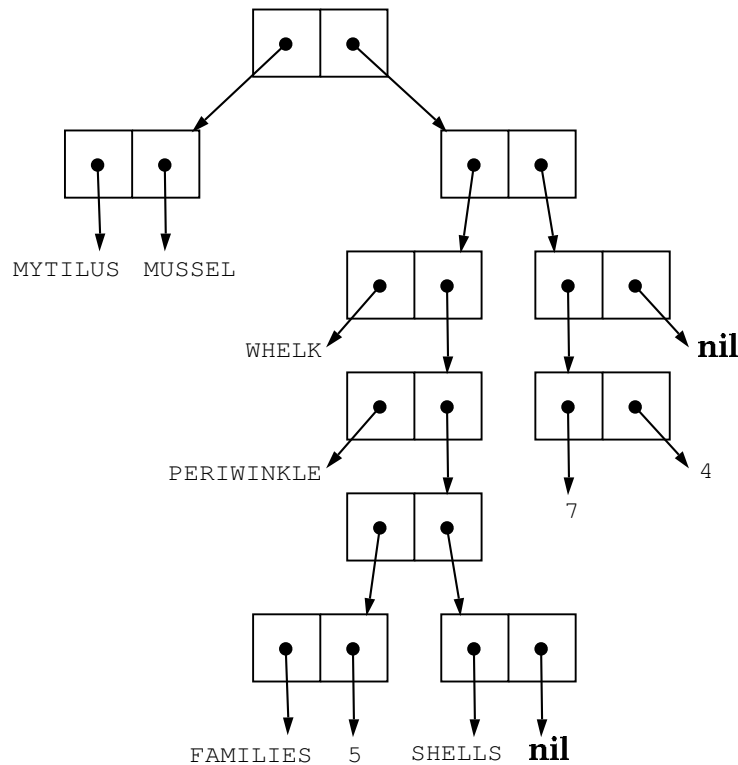 MYTILUS MUSSEL
WHELK
nil
PERIWINKLE
4
7
FAMILIES 5 SHELLS nil